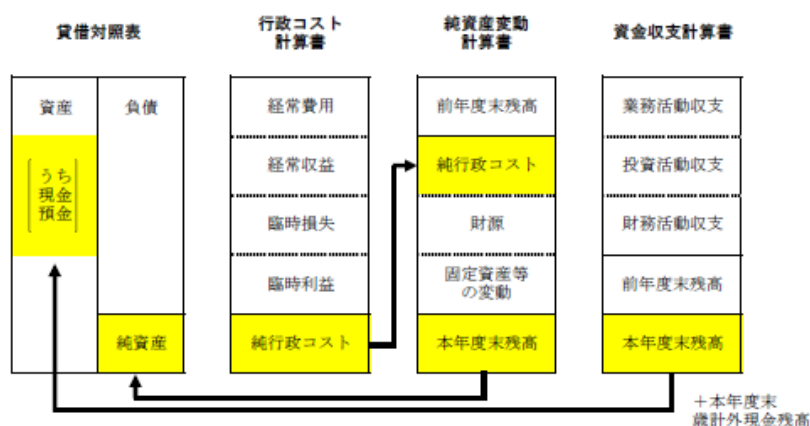 貸借対照表
行政コスト
計算書
純資産変動
計算書
資金収支計算書
資産
負債
うち
現金
預金
純資産
経常費用
経常収益
臨時損失
臨時利益
純行政コスト
前年度末残高
純行政コスト
財源
固定資産等
の変動
本年度末残高
業務活動収支
投資活動収支
財務活動収支
前年度末残高
本年度末残高
＋本年度末
歳計外現金残高